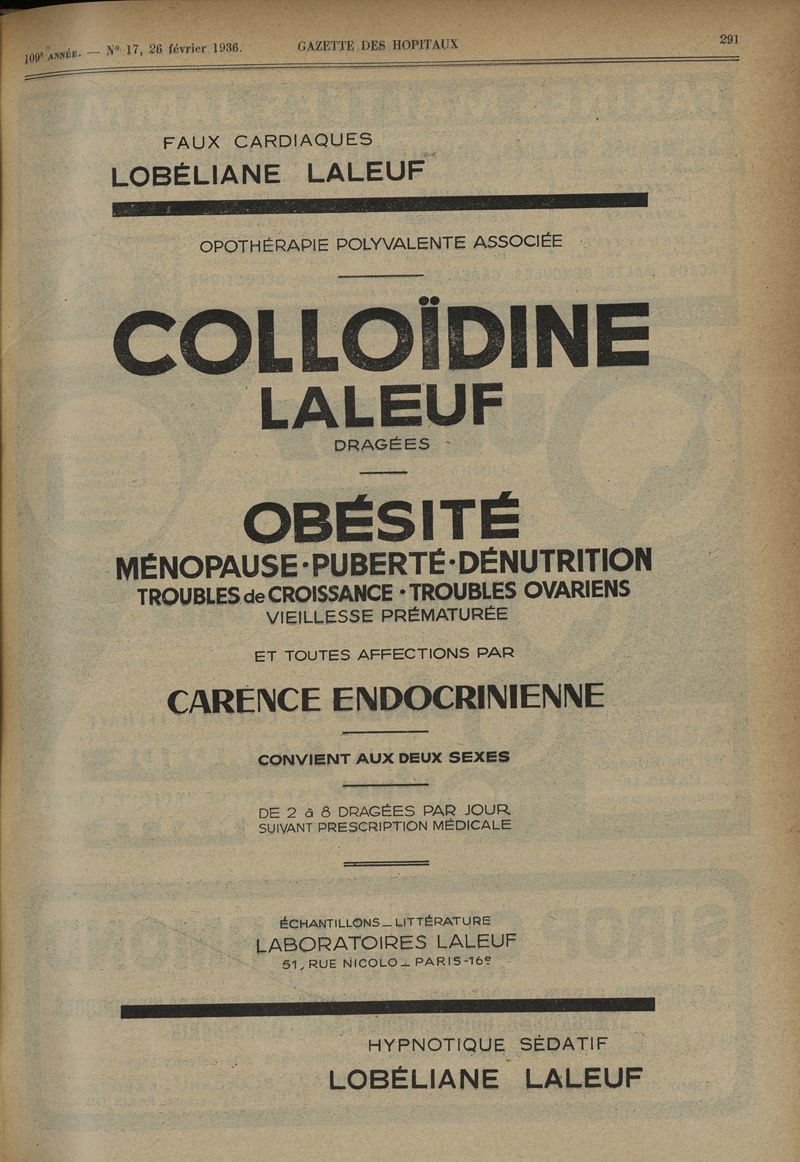 109e ANNÉE. — No 17, 26 février 1936. GAZETTE DES HOPITAUX 291
FAUX CARDIAQUES
LOBÉLIANE LALEUF
OPOTHÉRAPIE POLYVALENTE ASSOCIÉE
COLLOÏDINE
LALEUF
DRAGÉES
OBÉSITÉ
MÉNOPAUSE·PUBERTÉ·DÉNUTRITION
TROUBLES de CROISSANCE·TROUBLES OVARIENS
VIEILLESSE PRÉMATURÉE
ET TOUTES AFFECTIONS PAR
CARENCE ENDOCRINIENNE
CONVIENT AUX DEUX SEXES
DE 2 à 8 DRAGÉES PAR JOUR
SUIVANT PRESCRIPTION MÉDICALE
ÉCHANTILLONS _ LITTÉRATURE
LABORATOIRES LALEUF
51, RUE NICOLO _ PARIS-16e
HYPNOTIQUE SÉDATIF
LOBÉLIANE LALEUF